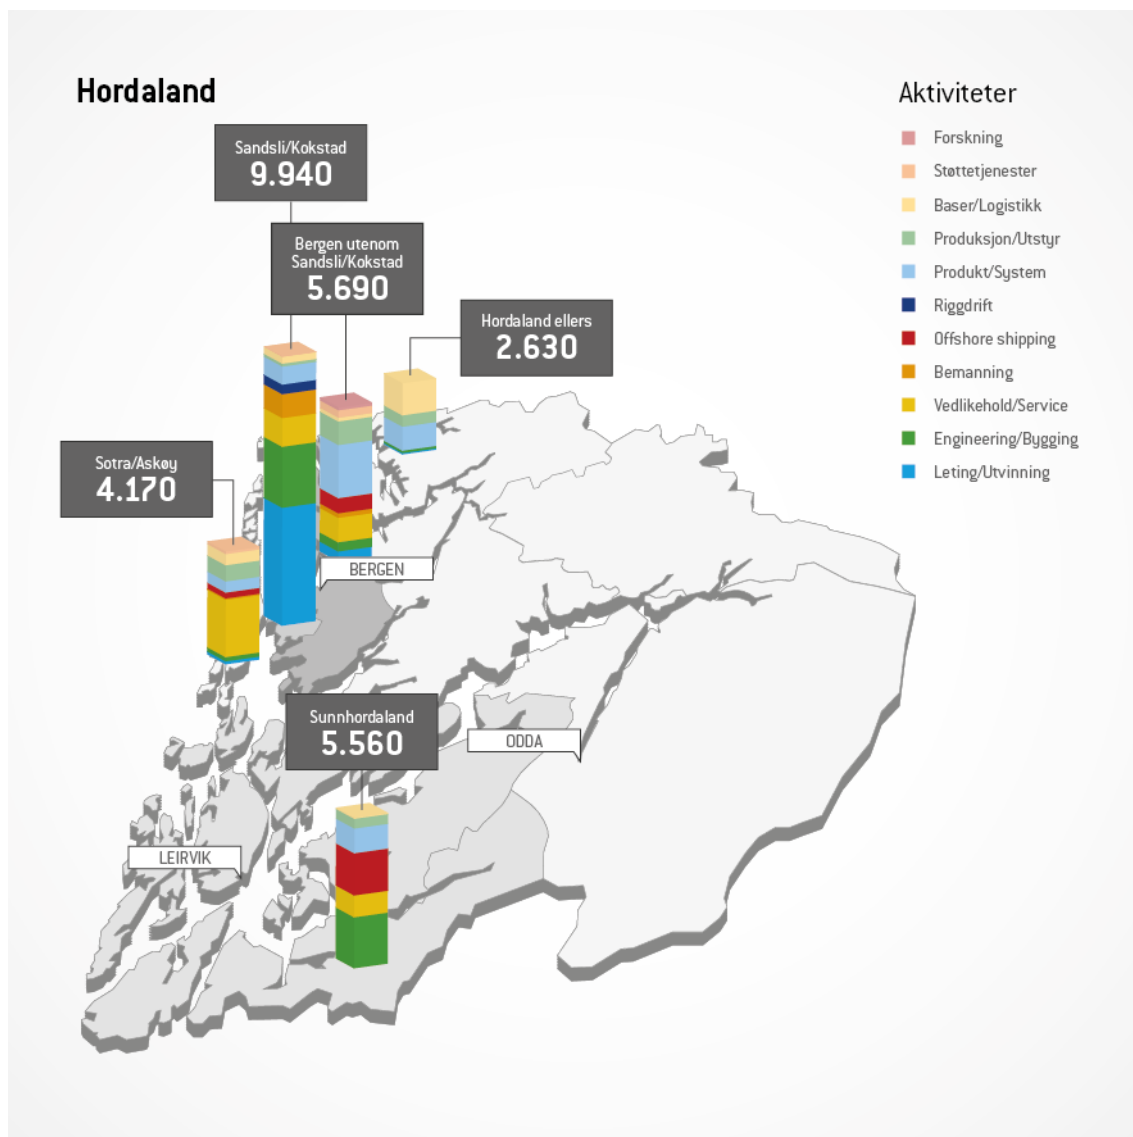 Hordaland
Aktiviteter
Forskning
Støttetjenester
Baser/Logistikk
Produksjon/Utstyr
Produkt/System
Riggdrift
Offshore shipping
Bemanning
Vedlikehold/Service
Engineering/Bygging
Leting/Utvinning
Sandsli/Kokstad
9.940
Bergen utenom
Sandsli/Kokstad
5.690
Hordaland ellers
2.630
Sotra/Askøy
4.170
BERGEN
Sunnhordaland
5.560
ODDA
LEIRVIK